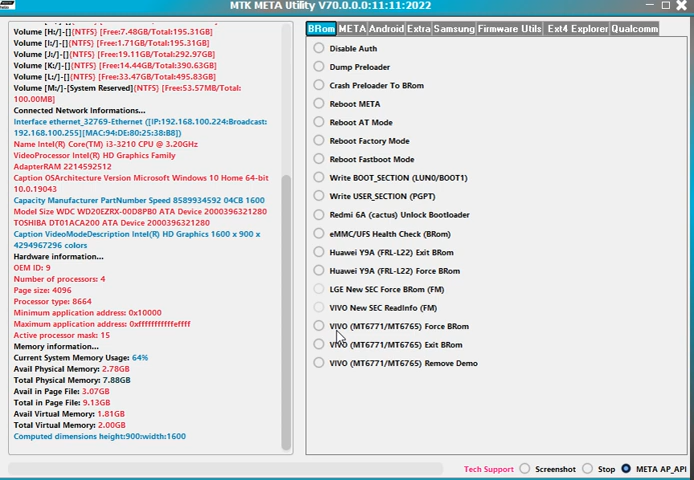 MTK META Utility V70.0.0.0:11:11:2022
Volume [H:/]-[](NTFS) [Free:7.48GB/Total:195.31GB]
Volume [I:/]-[](NTFS) [Free:1.71GB/Total:195.31GB]
Volume [J:/]-[](NTFS) [Free:19.11GB/Total:292.97GB]
Volume [K:/]-[](NTFS) [Free:14.44GB/Total:390.63GB]
Volume [L:/]-[](NTFS) [Free:33.47GB/Total:495.83GB]
Volume [M:/]-[System Reserved](NTFS) [Free:53.57MB/Total:
100.00MB]
Connected Network Informations...
Interface ethernet_32769-Ethernet ([IP:192.168.100.224:Broadcast:
192.168.100.255][MAC:94:DE:80:25:38:B8])
Name Intel(R) Core(TM) i3-3210 CPU @ 3.20GHz
VideoProcessor Intel(R) HD Graphics Family
AdapterRAM 2214592512
Caption OSArchitecture Version Microsoft Windows 10 Home 64-bit
10.0.19043
Capacity Manufacturer PartNumber Speed 8589934592 04CB 1600
Model Size WDC WD20EZRX-00D8PB0 ATA Device 2000396321280
TOSHIBA DT01ACA200 ATA Device 2000396321280
Caption VideoModeDescription Intel(R) HD Graphics 1600 x 900 x
4294967296 colors
Hardware information...
OEM ID: 9
Number of processors: 4
Page size: 4096
Processor type: 8664
Minimum application address: 0x10000
Maximum application address: 0xfffffffffffeffff
Active processor mask: 15
Memory information...
Current System Memory Usage: 64%
Avail Physical Memory: 2.78GB
Total Physical Memory: 7.88GB
Avail in Page File: 3.07GB
Total in Page File: 9.13GB
Avail Virtual Memory: 1.81GB
Total Virtual Memory: 2.00GB
Computed dimensions height:900:width:1600
BRom META Android Extra Samsung Firmware Utils Ext4 Explorer Qualcomm
Disable Auth
Dump Preloader
Crash Preloader To BRom
Reboot META
Reboot AT Mode
Reboot Factory Mode
Reboot Fastboot Mode
Write BOOT_SECTION (LUN0/BOOT1)
Write USER_SECTION (PGPT)
Redmi 6A (cactus) Unlock Bootloader
eMMC/UFS Health Check (BRom)
Huawei Y9A (FRL-L22) Exit BRom
Huawei Y9A (FRL-L22) Force BRom
LGE New SEC Force BRom (FM)
VIVO New SEC ReadInfo (FM)
VIVO (MT6771/MT6765) Force BRom
VIVO (MT6771/MT6765) Exit BRom
VIVO (MT6771/MT6765) Remove Demo
Tech Support Screenshot Stop META AP_API